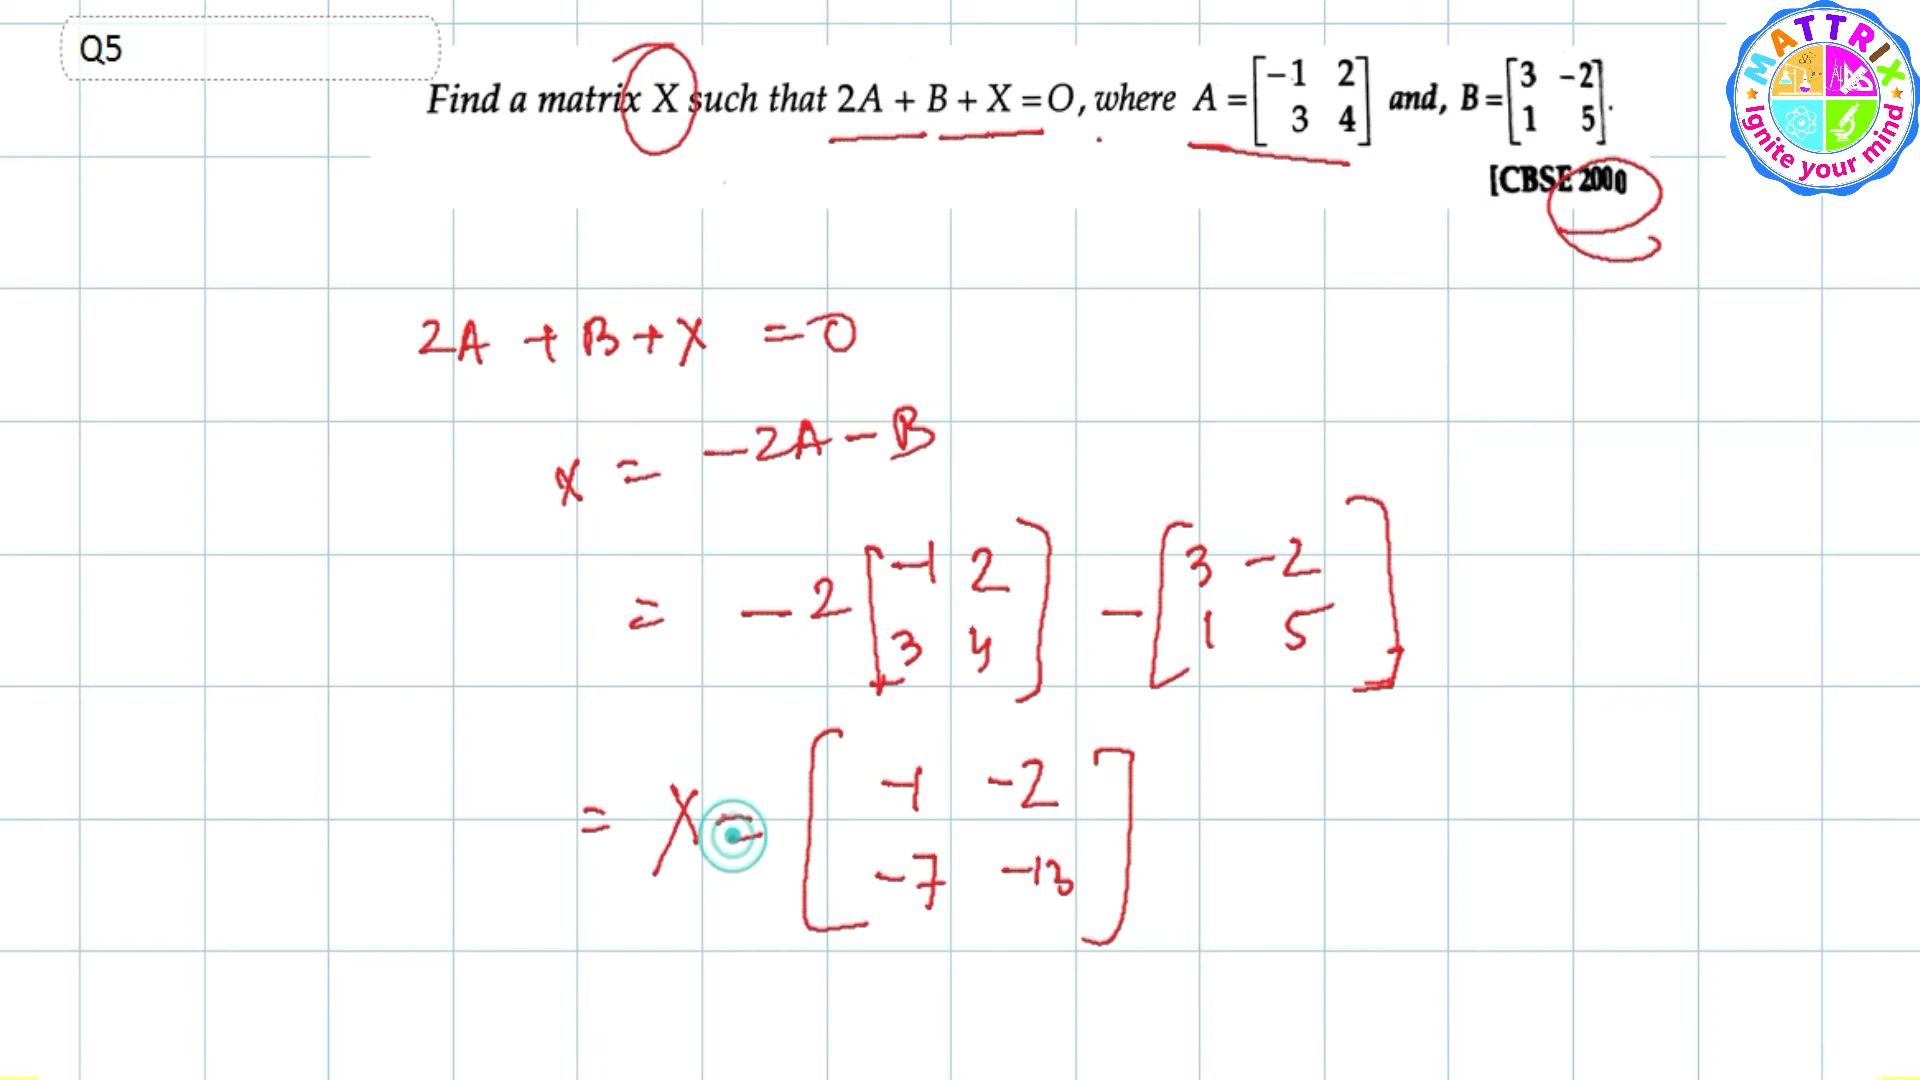 Q5
Find a matrix X such that 2A + B + X = O, where A = [-1 2; 3 4] and, B = [3 -2; 1 5].
[CBSE 2000
MATTRIX
Ignite your mind
2A + B + X = 0
X = -2A - B
= -2 [-1 2; 3 4] - [3 -2; 1 5]
= X = [-1 -2; -7 -13]